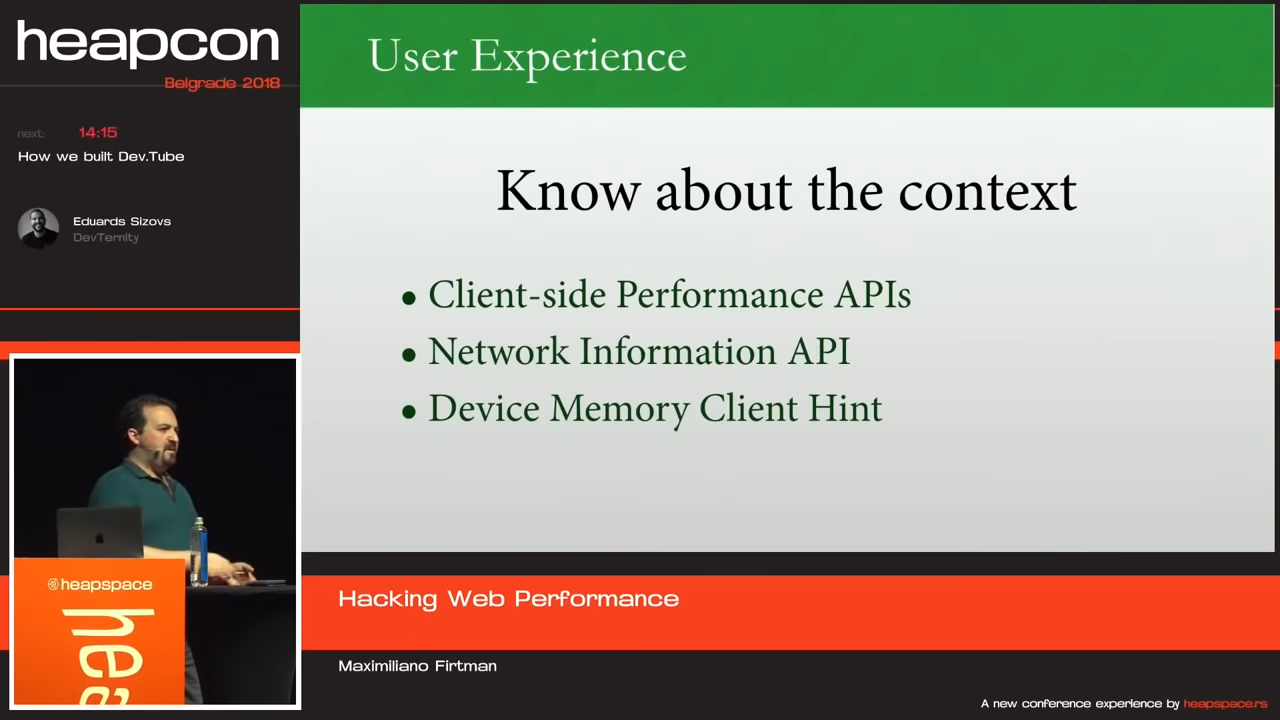 heapcon
Belgrade 2018
next: 14:15
How we built Dev.Tube
Eduards Sizovs
DevTernity
User Experience
Know about the context
• Client-side Performance APIs
• Network Information API
• Device Memory Client Hint
heapspace
hea
Hacking Web Performance
Maximiliano Firtman
A new conference experience by heapspace.rs